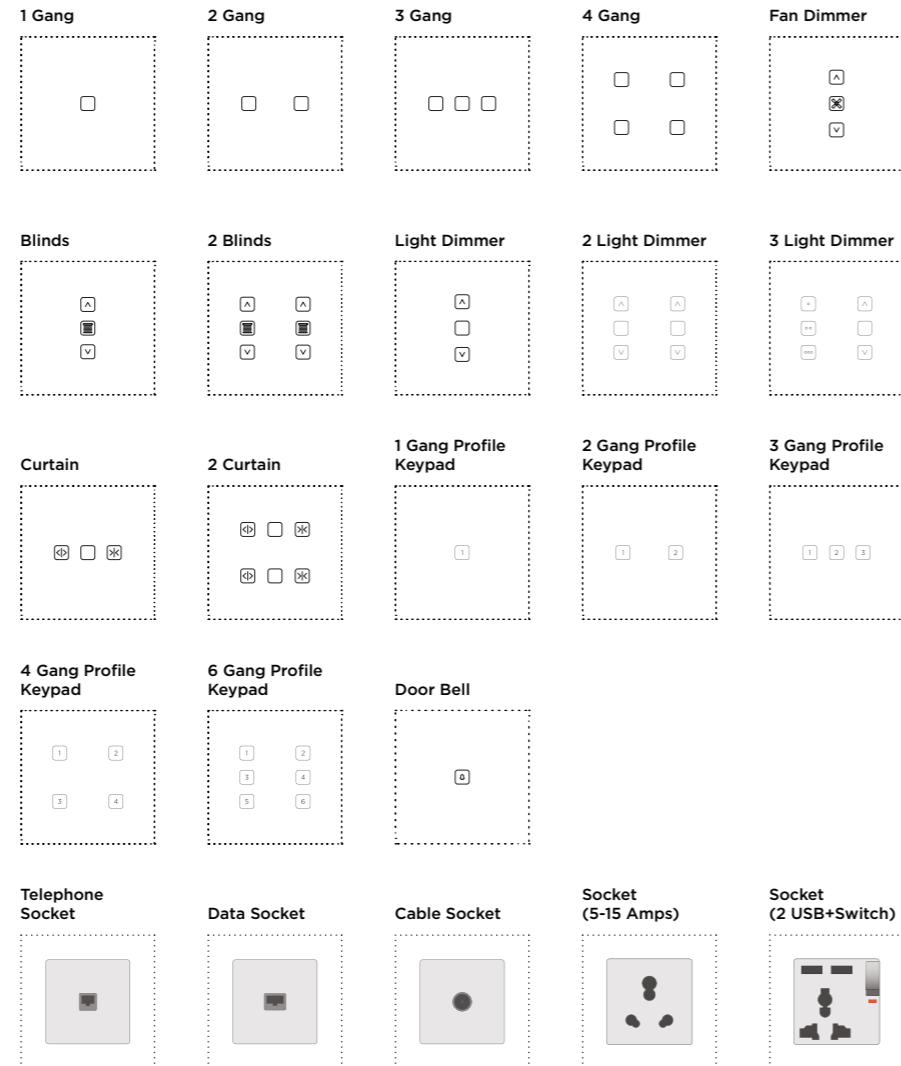 1 Gang
2 Gang
3 Gang
4 Gang
Fan Dimmer
Blinds
2 Blinds
Light Dimmer
2 Light Dimmer
3 Light Dimmer
Curtain
2 Curtain
1 Gang Profile
Keypad
2 Gang Profile
Keypad
3 Gang Profile
Keypad
1
1 2
1 2 3
4 Gang Profile
Keypad
6 Gang Profile
Keypad
Door Bell
1 2
3 4
1 2
3 4
5 6
Telephone
Socket
Data Socket
Cable Socket
Socket
(5-15 Amps)
Socket
(2 USB+Switch)